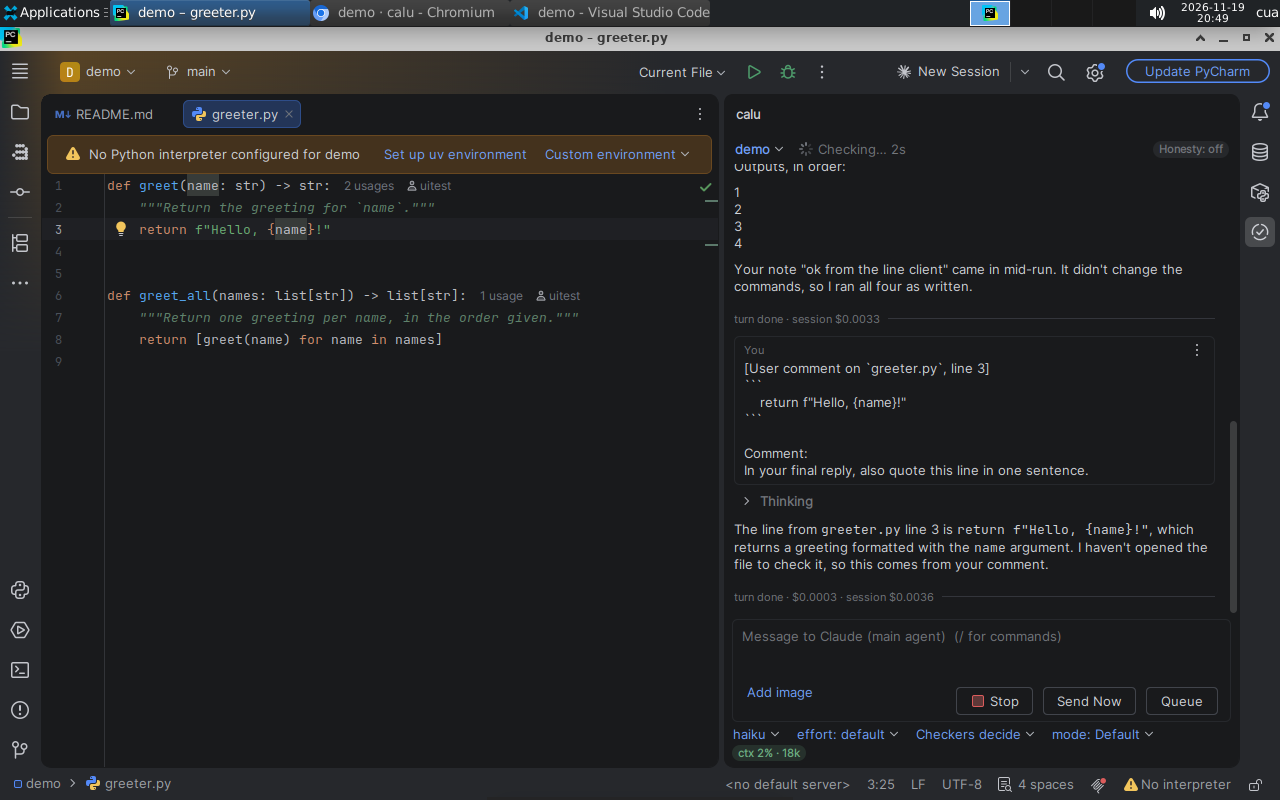 Applications
demo – greeter.py
demo · calu - Chromium
demo - Visual Studio Code
2026-11-19
20:49
cua
demo – greeter.py
D demo
main
Current File
New Session
Update PyCharm
README.md
greeter.py
No Python interpreter configured for demo
Set up uv environment
Custom environment
1 def greet(name: str) -> str: 2 usages uitest
2 """Return the greeting for `name`."""
3 return f"Hello, {name}!"
4
5
6 def greet_all(names: list[str]) -> list[str]: 1 usage uitest
7 """Return one greeting per name, in the order given."""
8 return [greet(name) for name in names]
9
calu
demo
Checking... 2s
Honesty: off
Outputs, in order:
1
2
3
4
Your note "ok from the line client" came in mid-run. It didn't change the
commands, so I ran all four as written.
turn done · session $0.0033
You
[User comment on `greeter.py`, line 3]
```
return f"Hello, {name}!"
```
Comment:
In your final reply, also quote this line in one sentence.
Thinking
The line from greeter.py line 3 is return f"Hello, {name}!", which
returns a greeting formatted with the name argument. I haven't opened the
file to check it, so this comes from your comment.
turn done · $0.0003 · session $0.0036
Message to Claude (main agent) (/ for commands)
Add image
Stop
Send Now
Queue
haiku
effort: default
Checkers decide
mode: Default
ctx 2% · 18k
demo
greeter.py
<no default server>
3:25
LF
UTF-8
4 spaces
No interpreter